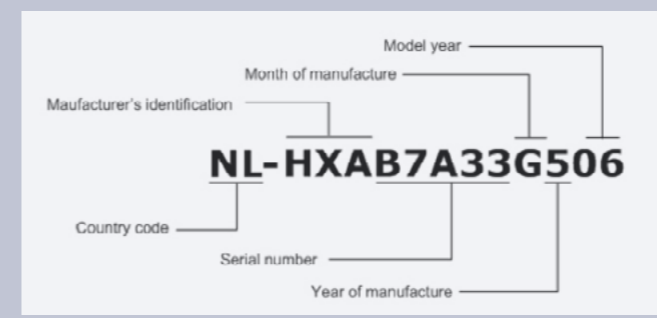 Model year
Month of manufacture
Maufacturer's identification
NL-HXAB7A33G506
Country code
Serial number
Year of manufacture